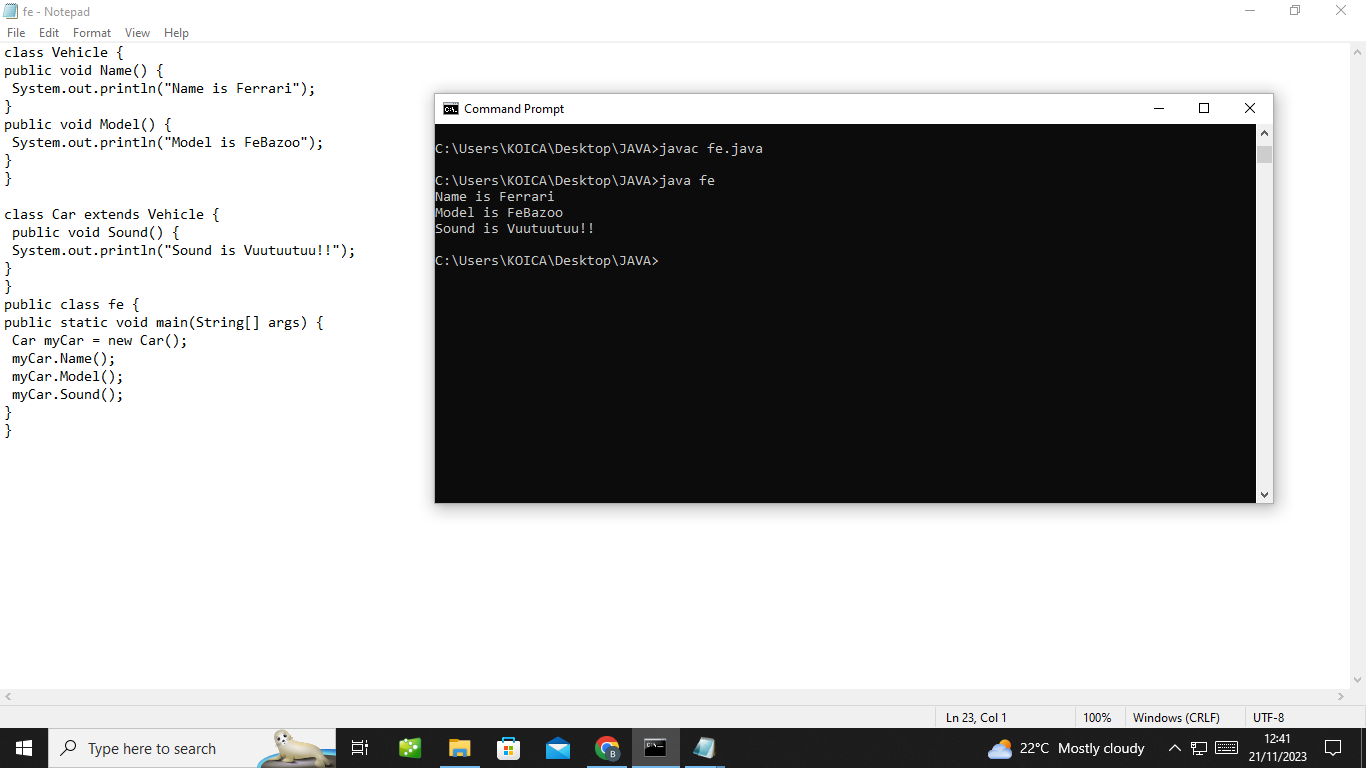 fe - Notepad
File Edit Format View Help
class Vehicle {
public void Name() {
 System.out.println("Name is Ferrari");
}
public void Model() {
 System.out.println("Model is FeBazoo");
}
}

class Car extends Vehicle {
 public void Sound() {
 System.out.println("Sound is Vuutuutuu!!");
}
}
public class fe {
public static void main(String[] args) {
 Car myCar = new Car();
 myCar.Name();
 myCar.Model();
 myCar.Sound();
}
}
Command Prompt
C:\Users\KOICA\Desktop\JAVA>javac fe.java

C:\Users\KOICA\Desktop\JAVA>java fe
Name is Ferrari
Model is FeBazoo
Sound is Vuutuutuu!!

C:\Users\KOICA\Desktop\JAVA>
Ln 23, Col 1 100% Windows (CRLF) UTF-8
Type here to search
B
22°C Mostly cloudy
12:41
21/11/2023